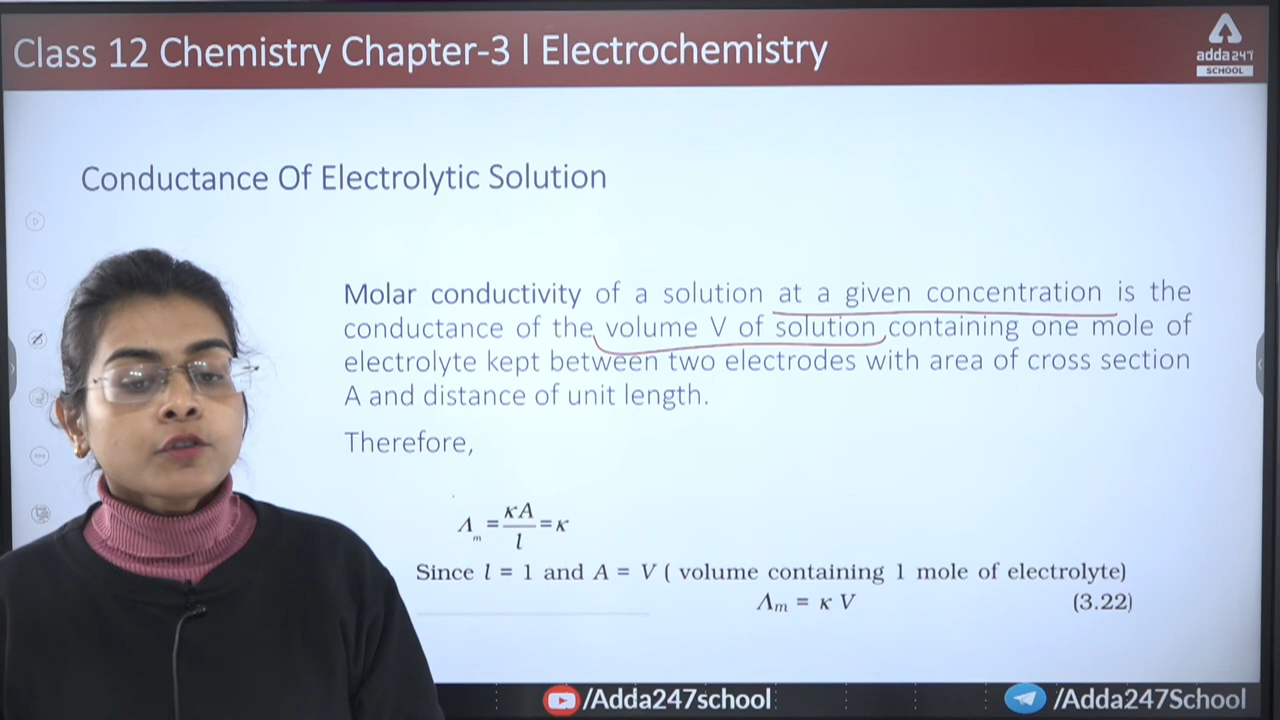 Class 12 Chemistry Chapter-3 l Electrochemistry
adda247
SCHOOL
Conductance Of Electrolytic Solution
Molar conductivity of a solution at a given concentration is the
conductance of the volume V of solution containing one mole of
electrolyte kept between two electrodes with area of cross section
A and distance of unit length.
Therefore,
Λm = κA/l = κ
Since l = 1 and A = V ( volume containing 1 mole of electrolyte)
Λm = κ V (3.22)
/Adda247school
/Adda247School